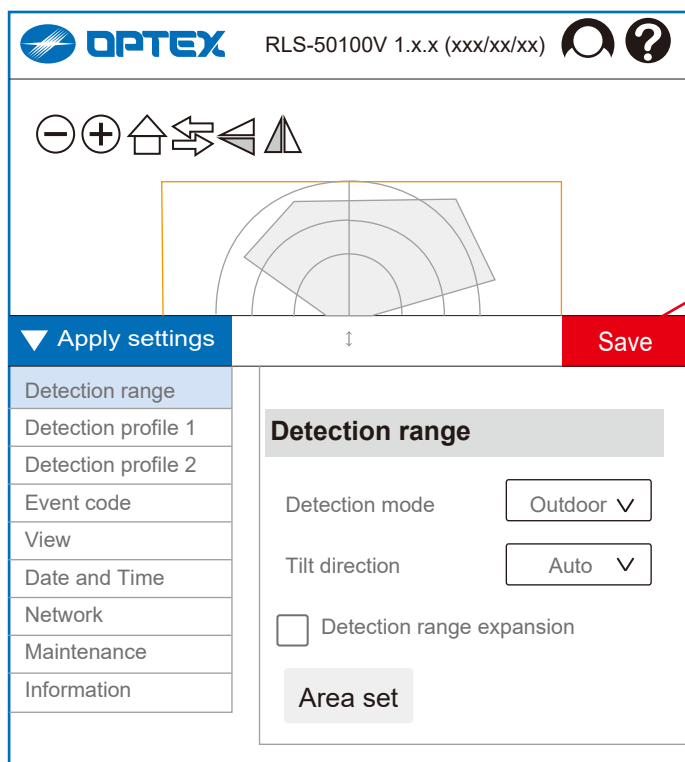 OPTEX RLS-50100V 1.x.x (xxx/xx/xx) ?
Apply settings
Save
Detection range
Detection profile 1
Detection profile 2
Event code
View
Date and Time
Network
Maintenance
Information
Detection range
Detection mode Outdoor
Tilt direction Auto
Detection range expansion
Area set